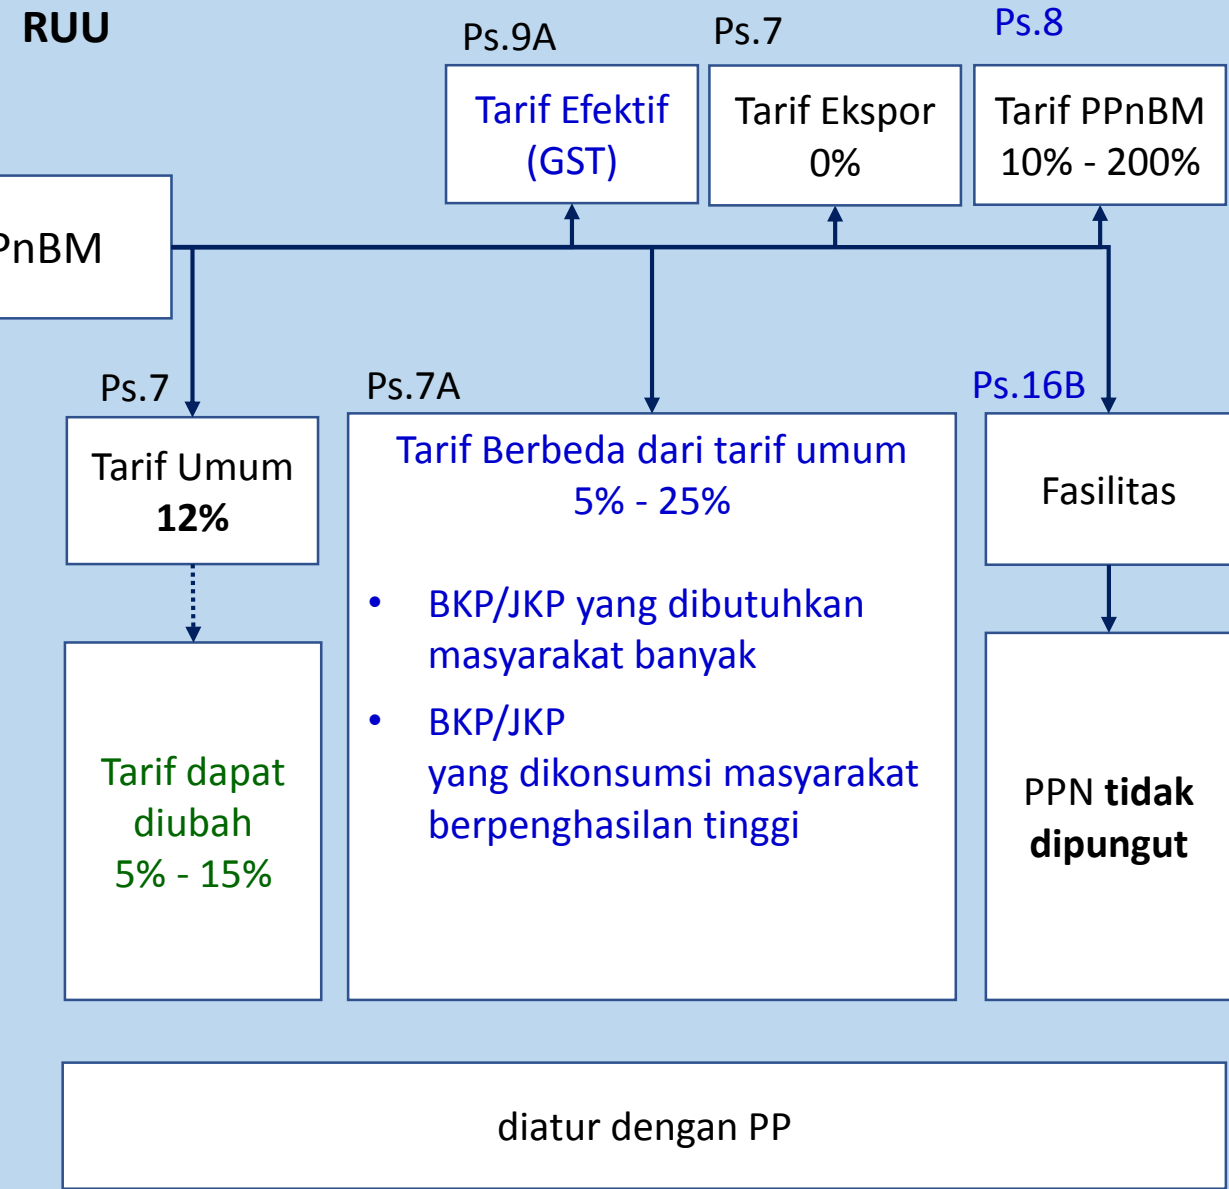 RUU
Ps.9A
Ps.7
Ps.8
Tarif Efektif
(GST)
Tarif Ekspor
0%
Tarif PPnBM
10% - 200%
PnBM
Ps.7
Ps.7A
Ps.16B
Tarif Umum
12%
Tarif dapat
diubah
5% - 15%
Tarif Berbeda dari tarif umum
5% - 25%
• BKP/JKP yang dibutuhkan
masyarakat banyak
• BKP/JKP
yang dikonsumsi masyarakat
berpenghasilan tinggi
Fasilitas
PPN tidak
dipungut
diatur dengan PP